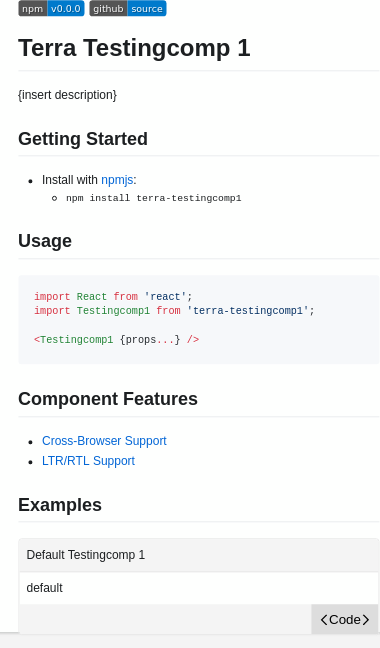 npm v0.0.0 github source
Terra Testingcomp 1
{insert description}
Getting Started
Install with npmjs:
npm install terra-testingcomp1
Usage
import React from 'react';
import Testingcomp1 from 'terra-testingcomp1';
<Testingcomp1 {props...} />
Component Features
Cross-Browser Support
LTR/RTL Support
Examples
Default Testingcomp 1
default
<Code>